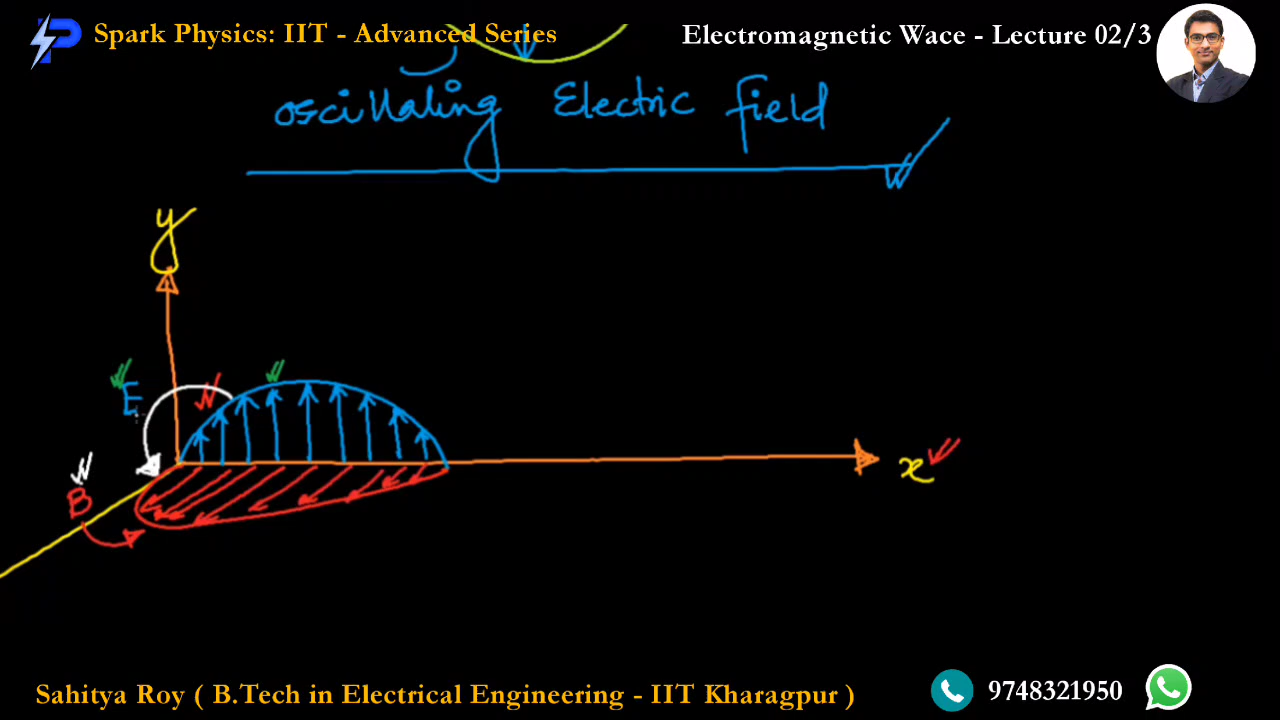 Spark Physics: IIT - Advanced Series
Electromagnetic Wace - Lecture 02/3
oscillating Electric field
y
E
B
x
Sahitya Roy ( B.Tech in Electrical Engineering - IIT Kharagpur )
9748321950